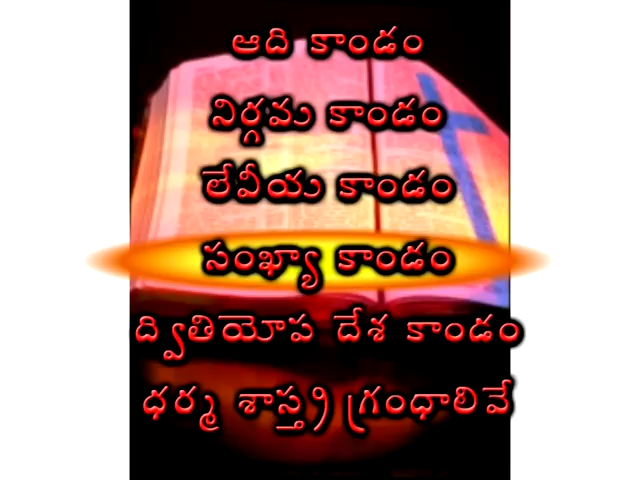 ఆది కాండం
నిర్గమ కాండం
లేవీయ కాండం
సంఖ్యా కాండం
ద్వితియోప దేశ కాండం
ధర్మ శాస్త్ర గ్రంధాలివే